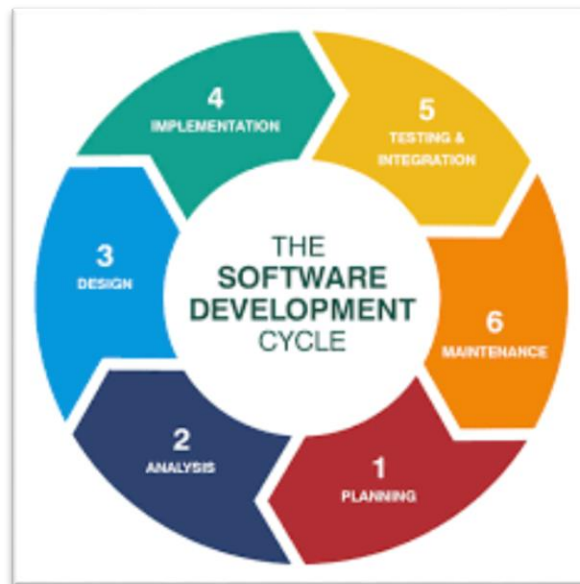 THE
SOFTWARE
DEVELOPMENT
CYCLE
1
PLANNING
2
ANALYSIS
3
DESIGN
4
IMPLEMENTATION
5
TESTING &
INTEGRATION
6
MAINTENANCE